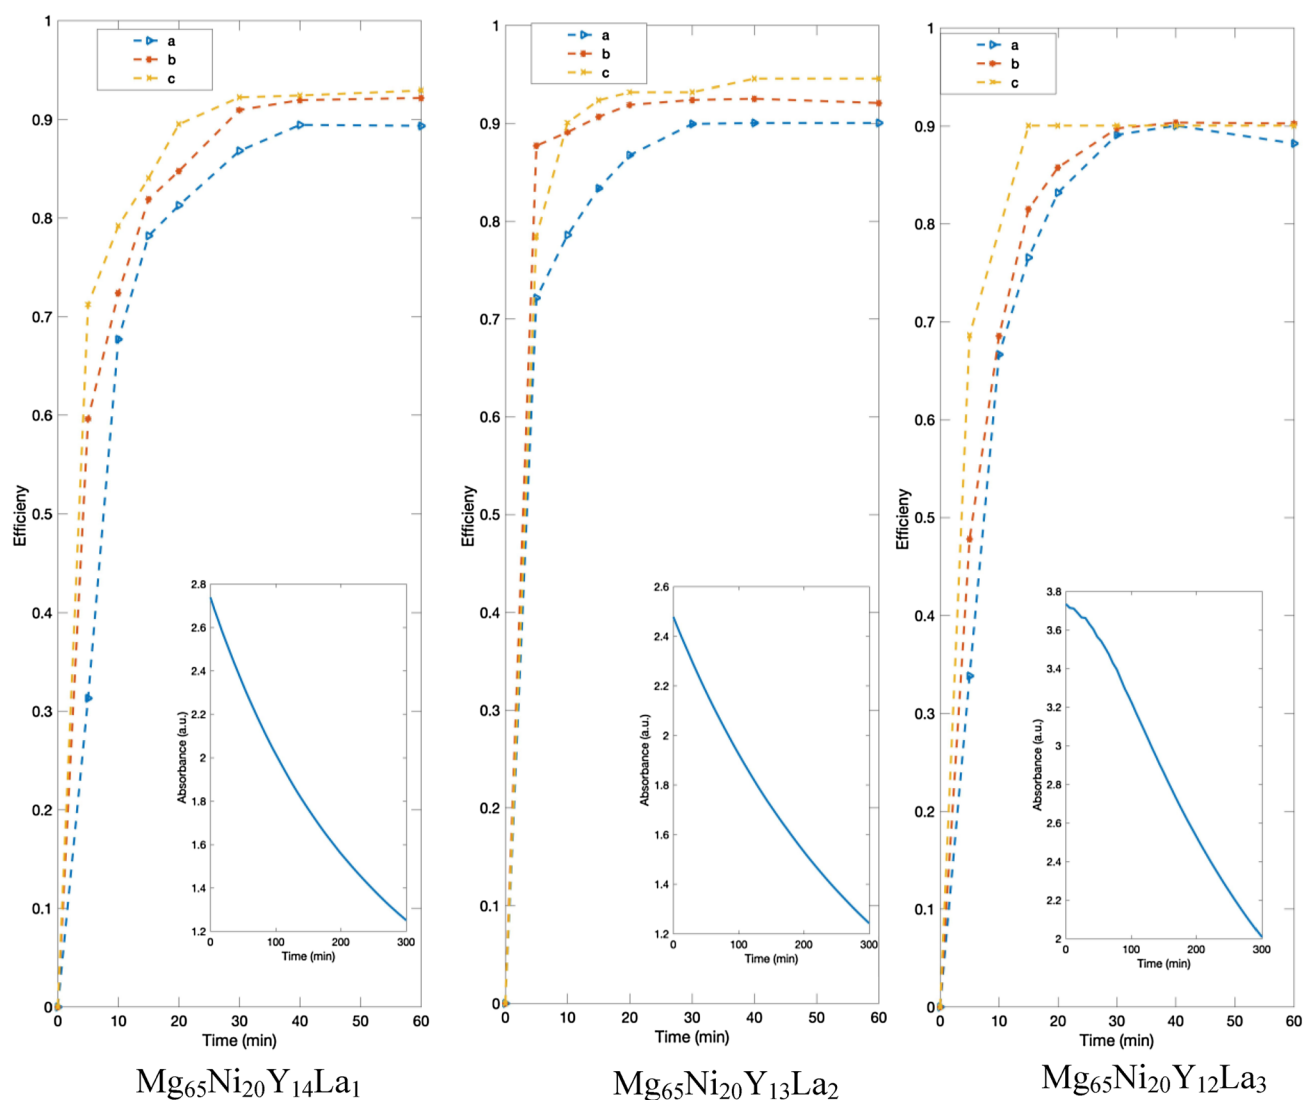 1
0.9
0.8
0.7
0.6
0.5
0.4
0.3
0.2
0.1
0
Efficieny
a
b
c
0 10 20 30 40 50 60
Time (min)
2.8
2.6
2.4
2.2
2
1.8
1.6
1.4
1.2
Absorbance (a.u.)
0 100 200 300
Time (min)
Mg₆₅Ni₂₀Y₁₄La₁
1
0.9
0.8
0.7
0.6
0.5
0.4
0.3
0.2
0.1
0
Efficieny
a
b
c
0 10 20 30 40 50 60
Time (min)
2.6
2.4
2.2
2
1.8
1.6
1.4
1.2
Absorbance (a.u.)
0 100 200 300
Time (min)
Mg₆₅Ni₂₀Y₁₃La₂
1
0.9
0.8
0.7
0.6
0.5
0.4
0.3
0.2
0.1
0
Efficieny
a
b
c
0 10 20 30 40 50 60
Time (min)
3.8
3.6
3.4
3.2
3
2.8
2.6
2.4
2.2
2
Absorbance (a.u.)
0 100 200 300
Time (min)
Mg₆₅Ni₂₀Y₁₂La₃